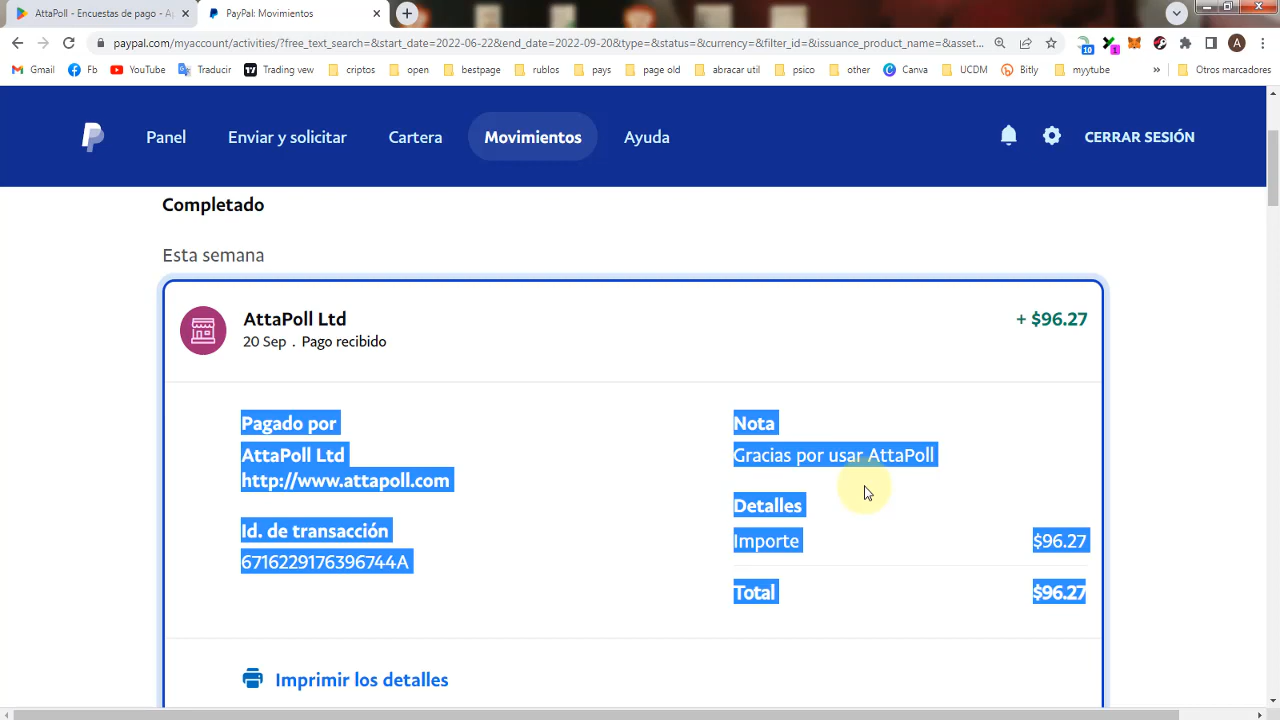 AttaPoll - Encuestas de pago - Ap
PayPal: Movimientos
paypal.com/myaccount/activities/?free_text_search=&start_date=2022-06-22&end_date=2022-09-20&type=&status=&currency=&filter_id=&issuance_product_name=&asset...
10
1
A
Gmail
Fb
YouTube
Traducir
Trading vew
criptos
open
bestpage
rublos
pays
page old
abracar util
psico
other
Canva
UCDM
Bitly
myytube
»
Otros marcadores
Panel
Enviar y solicitar
Cartera
Movimientos
Ayuda
CERRAR SESIÓN
Completado
Esta semana
AttaPoll Ltd
+ $96.27
20 Sep . Pago recibido
Pagado por
AttaPoll Ltd
http://www.attapoll.com
Id. de transacción
6716229176396744A
Nota
Gracias por usar AttaPoll
Detalles
Importe $96.27
Total $96.27
Imprimir los detalles